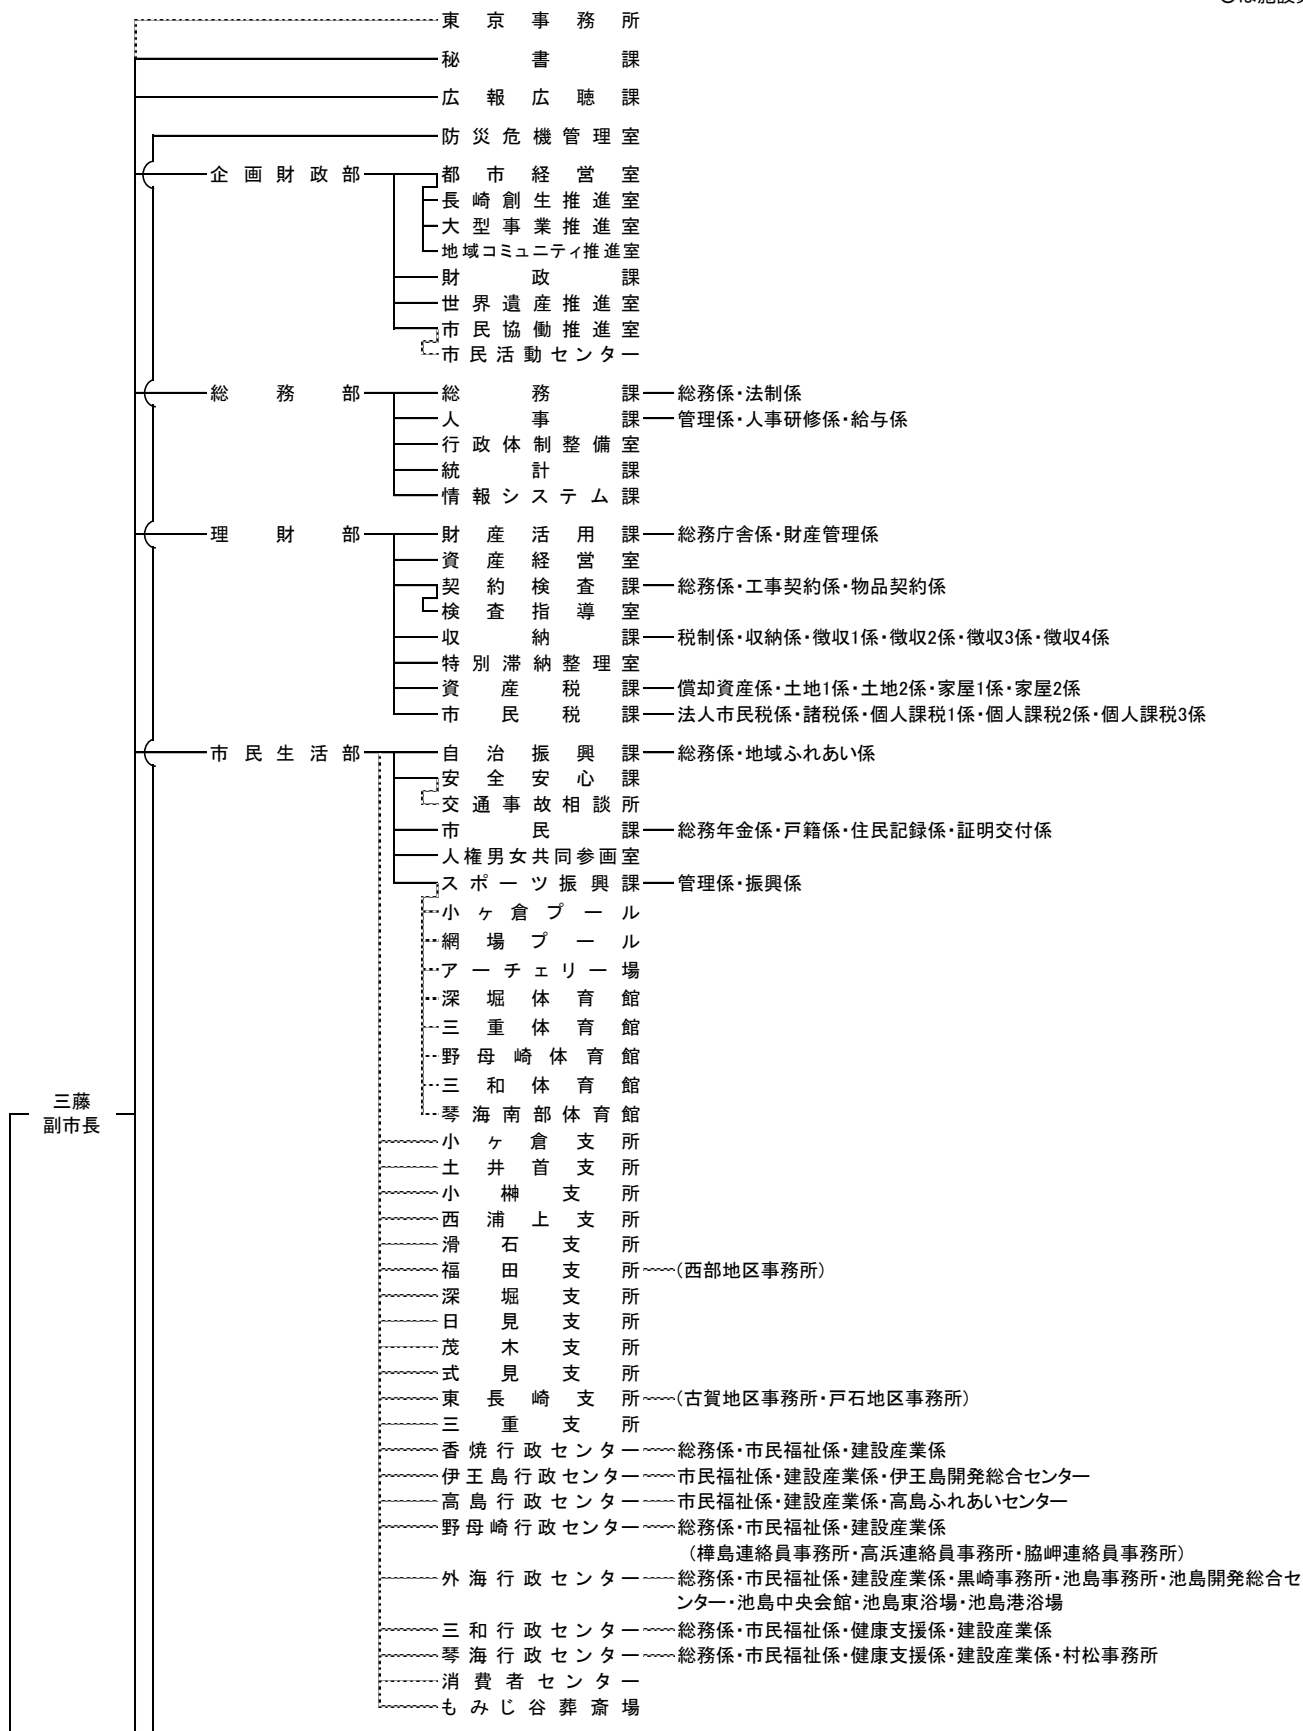 東京事務所
秘書課
広報広聴課
防災危機管理室
企画財政部 都市経営室
長崎創生推進室
大型事業推進室
地域コミュニティ推進室
財政課
世界遺産推進室
市民協働推進室
市民活動センター
総務部 総務課 総務係・法制係
人事課 管理係・人事研修係・給与係
行政体制整備室
統計課
情報システム課
理財部 財産活用課 総務庁舎係・財産管理係
資産経営室
契約検査課 総務係・工事契約係・物品契約係
検査指導室
収納課 税制係・収納係・徴収1係・徴収2係・徴収3係・徴収4係
特別滞納整理室
資産税課 償却資産係・土地1係・土地2係・家屋1係・家屋2係
市民税課 法人市民税係・諸税係・個人課税1係・個人課税2係・個人課税3係
市民生活部 自治振興課 総務係・地域ふれあい係
安全安心課
交通事故相談所
市民課 総務年金係・戸籍係・住民記録係・証明交付係
人権男女共同参画室
スポーツ振興課 管理係・振興係
小ヶ倉プール
網場プール
アーチェリー場
深堀体育館
三重体育館
野母崎体育館
三和体育館
三藤
副市長
琴海南部体育館
小ヶ倉支所
土井首支所
小榊支所
西浦上支所
滑石支所
福田支所 (西部地区事務所)
深堀支所
日見支所
茂木支所
式見支所
東長崎支所 (古賀地区事務所・戸石地区事務所)
三重支所
香焼行政センター 総務係・市民福祉係・建設産業係
伊王島行政センター 市民福祉係・建設産業係・伊王島開発総合センター
高島行政センター 市民福祉係・建設産業係・高島ふれあいセンター
野母崎行政センター 総務係・市民福祉係・建設産業係
(樺島連絡員事務所・高浜連絡員事務所・脇岬連絡員事務所)
外海行政センター 総務係・市民福祉係・建設産業係・黒崎事務所・池島事務所・池島開発総合セ
ンター・池島中央会館・池島東浴場・池島港浴場
三和行政センター 総務係・市民福祉係・健康支援係・建設産業係
琴海行政センター 総務係・市民福祉係・健康支援係・建設産業係・村松事務所
消費者センター
もみじ谷葬斎場